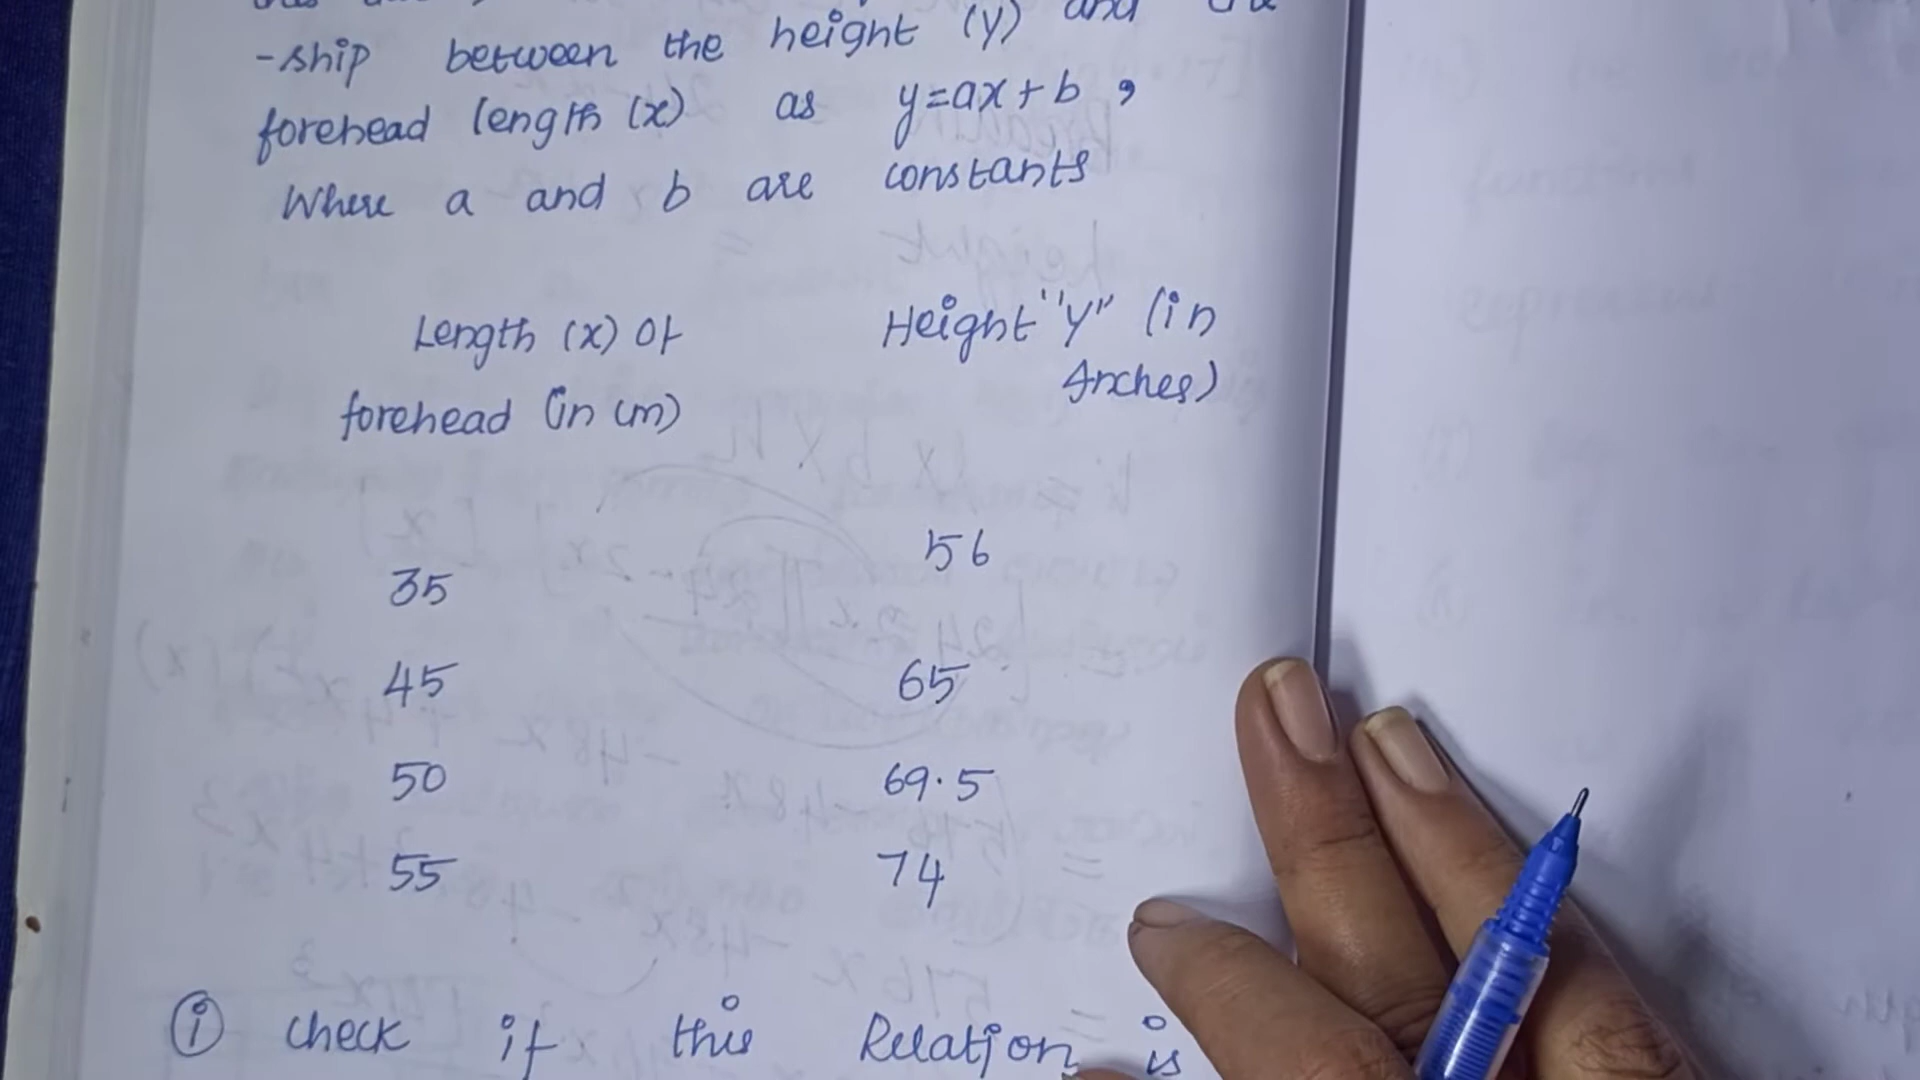 -ship between the height (y) and
forehead length (x) as y=ax+b,
Where a and b are constants
Length (x) Of Height "y" (in
forehead (in cm) Inches)
35 56
45 65
50 69.5
55 74
(i) check if this Relation is